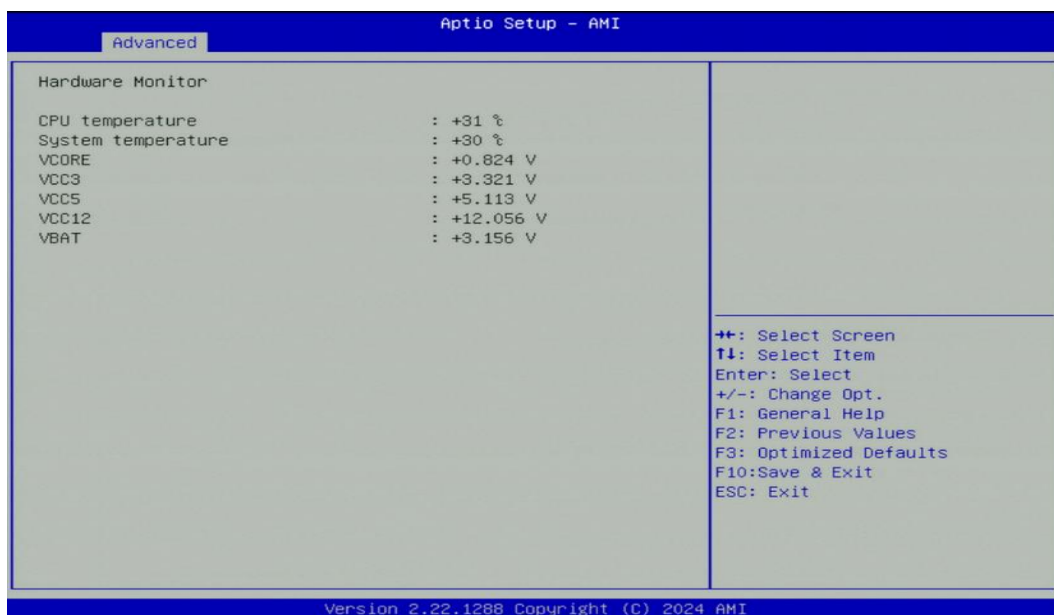 Aptio Setup - AMI
Advanced
Hardware Monitor
CPU temperature : +31 ℃
System temperature : +30 ℃
VCORE : +0.824 V
VCC3 : +3.321 V
VCC5 : +5.113 V
VCC12 : +12.056 V
VBAT : +3.156 V
→←: Select Screen
↑↓: Select Item
Enter: Select
+/-: Change Opt.
F1: General Help
F2: Previous Values
F3: Optimized Defaults
F10:Save & Exit
ESC: Exit
Version 2.22.1288 Copyright (C) 2024 AMI